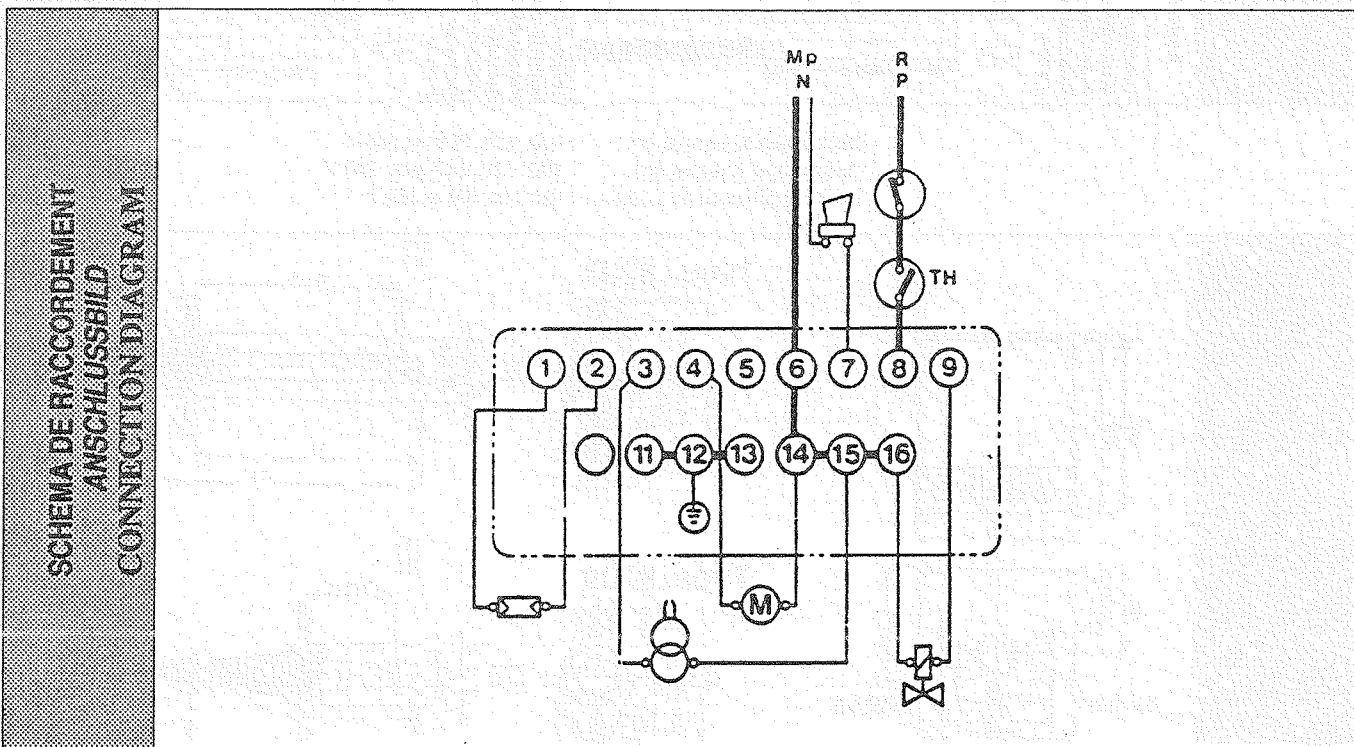 SCHEMA DE RACCORDEMENT
ANSCHLUSSBILD
CONNECTION DIAGRAM
Mp R
N P
TH
1 2 3 4 5 6 7 8 9
11 12 13 14 15 16
M